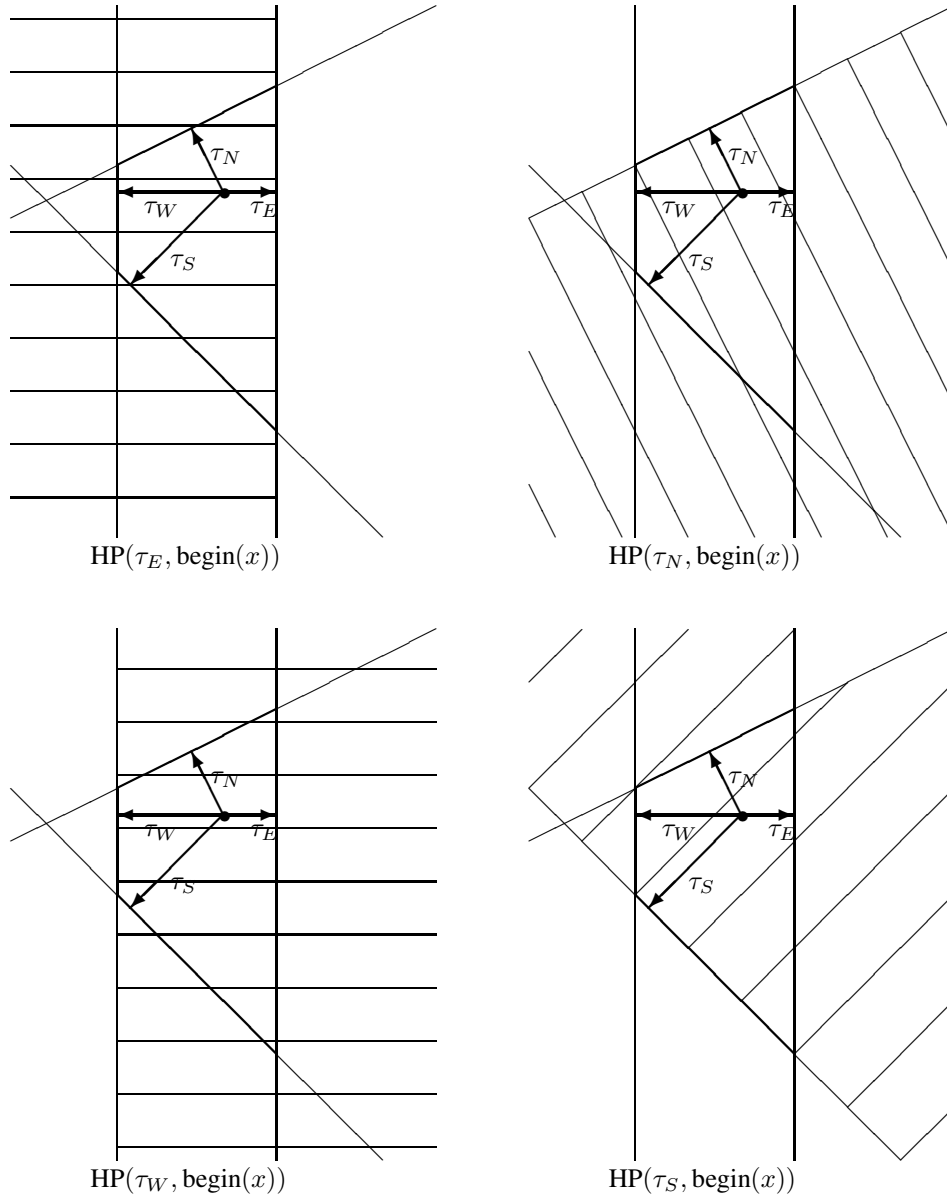 τ_N
τ_W τ_E
τ_S
HP(τ_E, begin(x))
τ_N
τ_W τ_E
τ_S
HP(τ_N, begin(x))
τ_N
τ_W τ_E
τ_S
HP(τ_W, begin(x))
τ_N
τ_W τ_E
τ_S
HP(τ_S, begin(x))